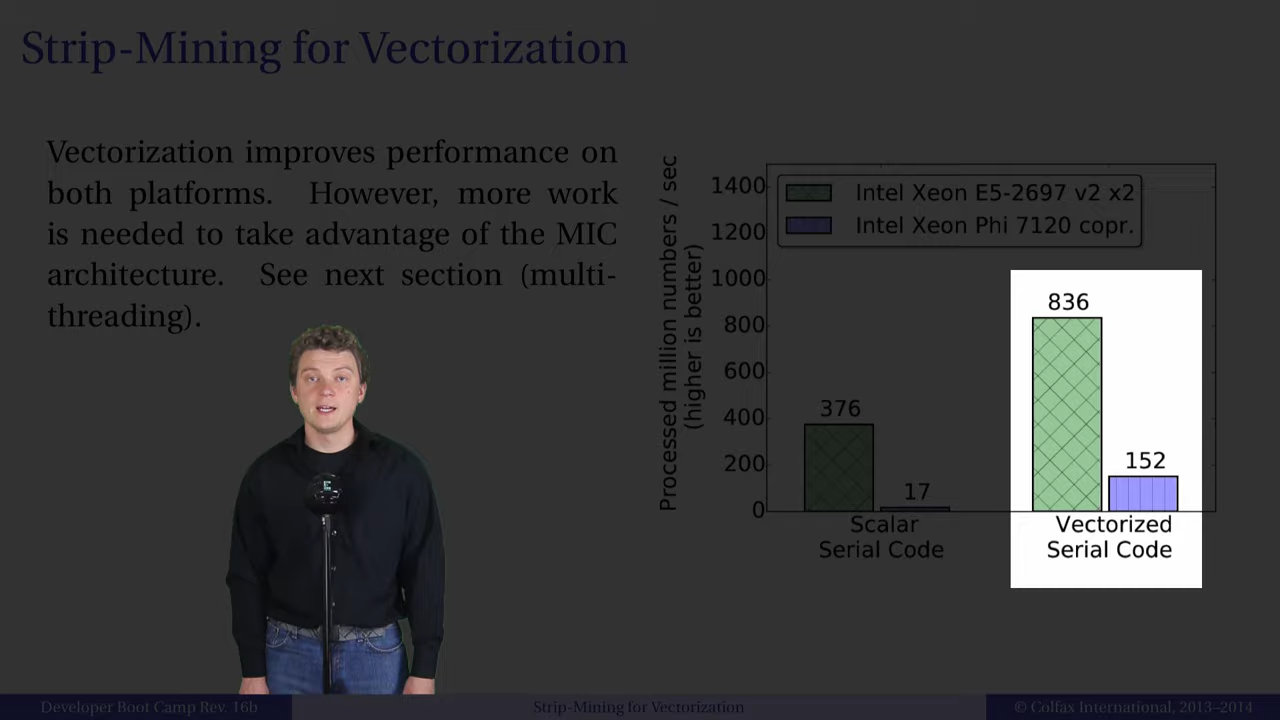 Strip-Mining for Vectorization
Vectorization improves performance on
both platforms. However, more work
is needed to take advantage of the MIC
architecture. See next section (multi-
threading).
Processed million numbers / sec
(higher is better)
1400
1200
1000
800
600
400
200
0
Intel Xeon E5-2697 v2 x2
Intel Xeon Phi 7120 copr.
376
17
836
152
Scalar
Serial Code
Vectorized
Serial Code
Developer Boot Camp Rev. 16b
Strip-Mining for Vectorization
© Colfax International, 2013–2014